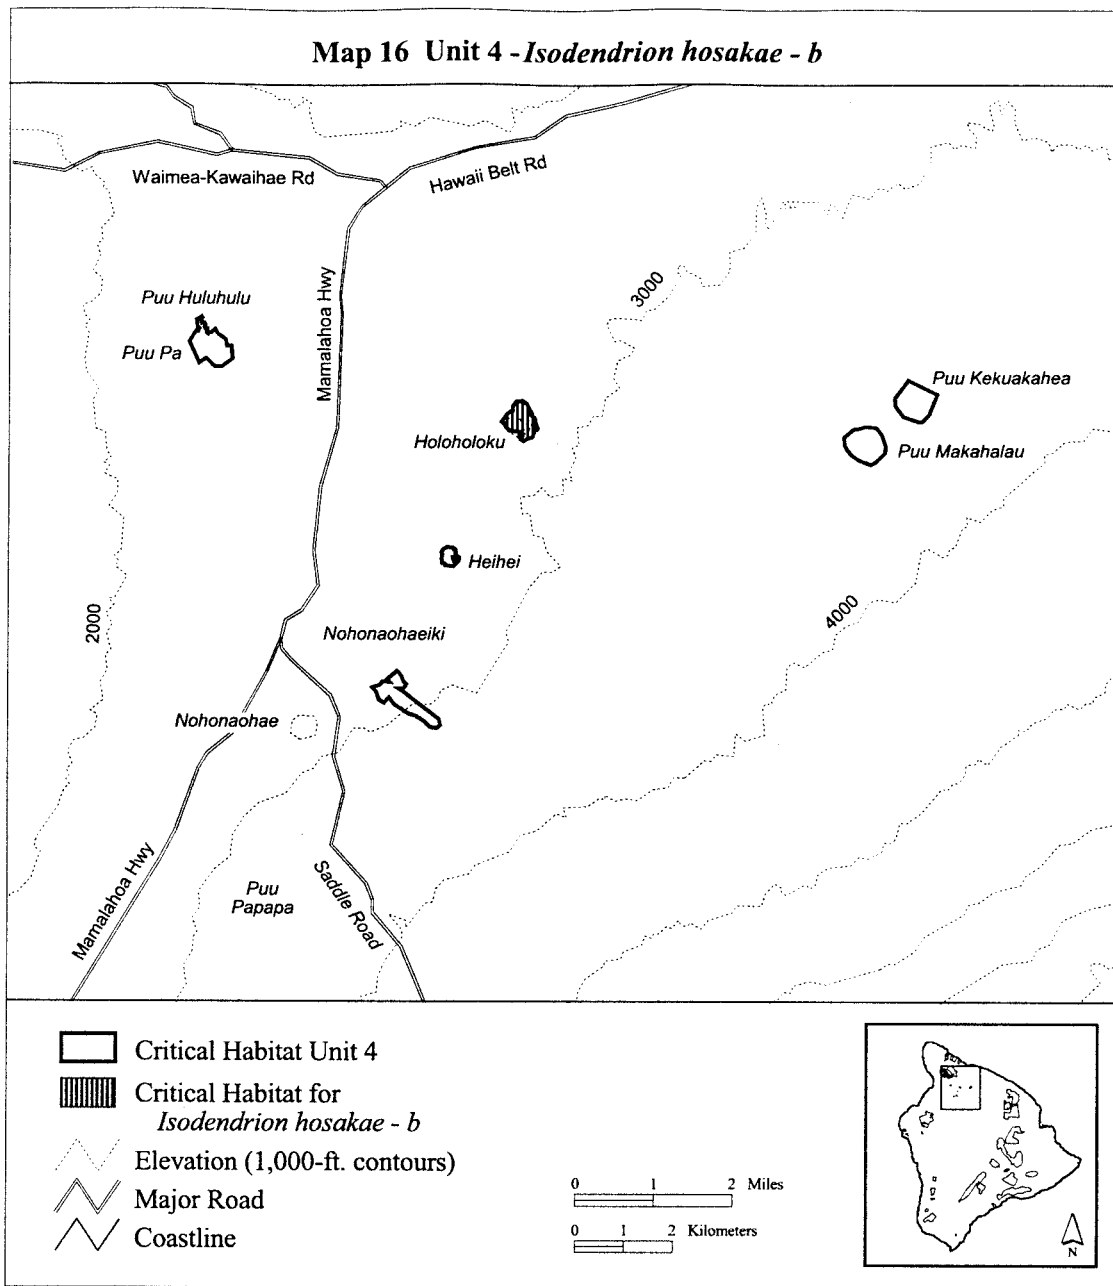 Map 16 Unit 4 - Isodendrion hosakae - b
Waimea-Kawaihae Rd
Hawaii Belt Rd
Mamalahoa Hwy
3000
Puu Huluhulu
Puu Pa
Puu Kekuakahea
Holoholoku
Puu Makahalau
Heihei
2000
4000
Nohonaohaeiki
Nohonaohae
Mamalahoa Hwy
Puu
Papapa
Saddle Road
Critical Habitat Unit 4
Critical Habitat for
Isodendrion hosakae - b
Elevation (1,000-ft. contours)
Major Road
Coastline
0 1 2 Miles
0 1 2 Kilometers
N